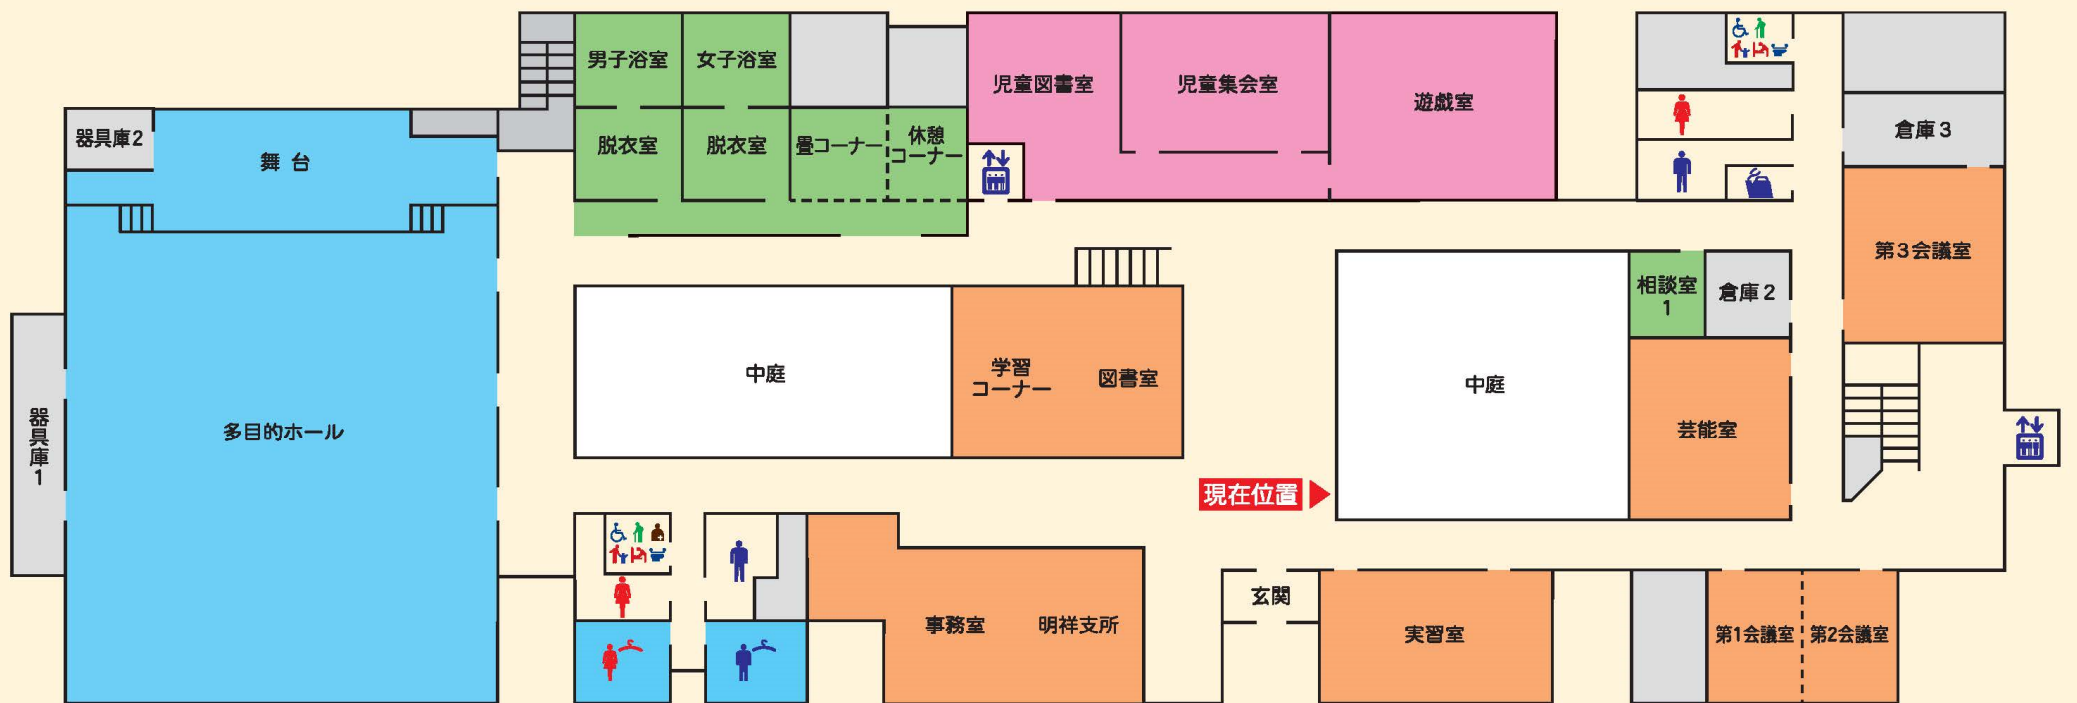 男子浴室
女子浴室
児童図書室
児童集会室
遊戯室
器具庫2
舞 台
脱衣室
脱衣室
畳コーナー
休憩
コーナー
倉庫3
第3会議室
相談室
1
倉庫2
中庭
学習
コーナー
図書室
中庭
芸能室
器具庫1
多目的ホール
現在位置
事務室
明祥支所
玄関
実習室
第1会議室
第2会議室